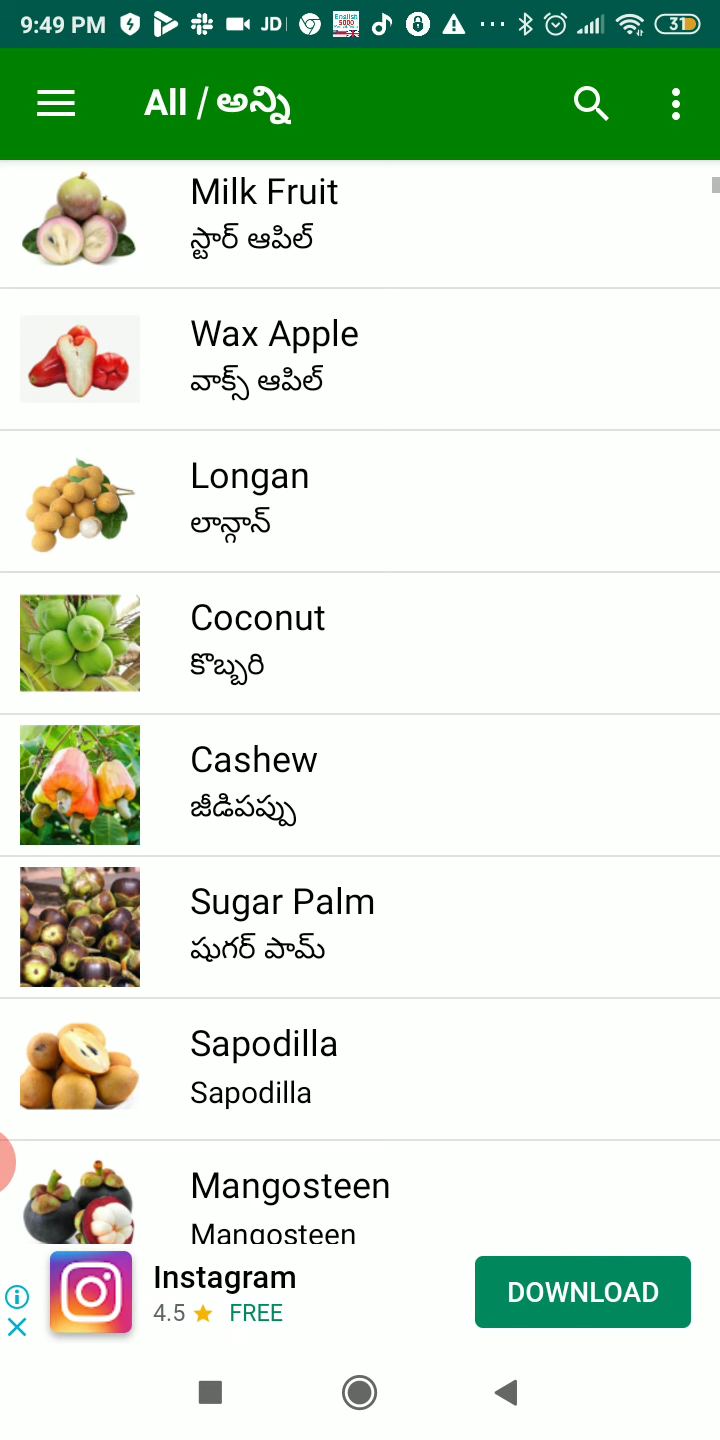 9:49 PM JD 31
All / అన్ని
Milk Fruit
స్టార్ ఆపిల్
Wax Apple
వాక్స్ ఆపిల్
Longan
లాన్గాన్
Coconut
కొబ్బరి
Cashew
జీడిపప్పు
Sugar Palm
షుగర్ పామ్
Sapodilla
Sapodilla
Mangosteen
Mangosteen
Instagram
4.5 FREE
DOWNLOAD